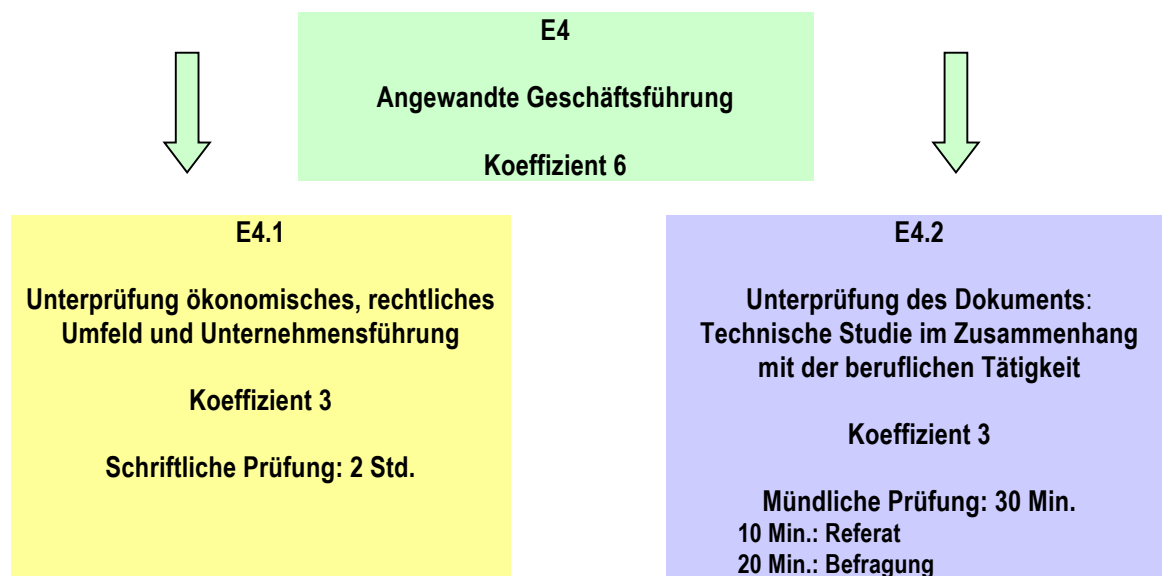 E4
Angewandte Geschäftsführung
Koeffizient 6
E4.1
Unterprüfung ökonomisches, rechtliches
Umfeld und Unternehmensführung
Koeffizient 3
Schriftliche Prüfung: 2 Std.
E4.2
Unterprüfung des Dokuments:
Technische Studie im Zusammenhang
mit der beruflichen Tätigkeit
Koeffizient 3
Mündliche Prüfung: 30 Min.
10 Min.: Referat
20 Min.: Befragung